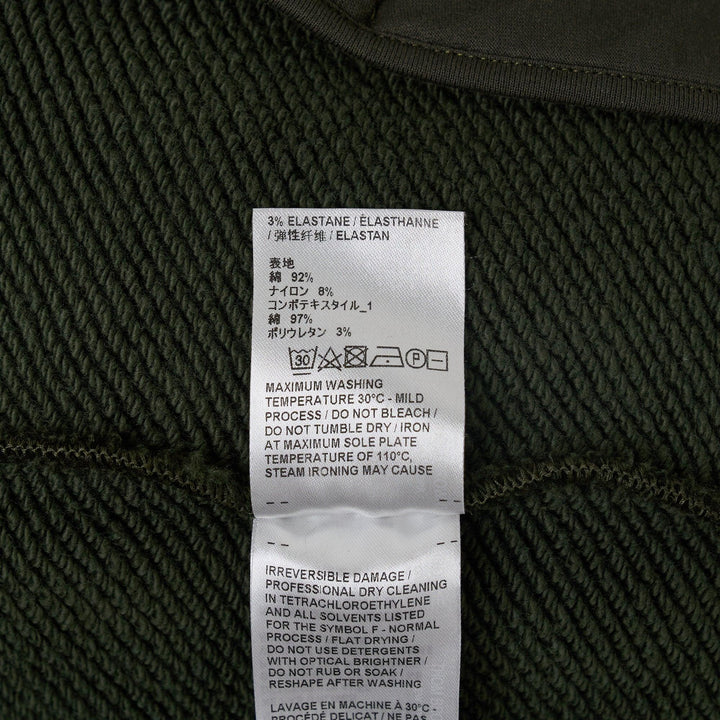 3% ELASTANE / ÉLASTHANNE
/ 弹性纤维 / ELASTAN
表地
綿 92%
ナイロン 8%
コンポテキスタイル_1
綿 97%
ポリウレタン 3%
30 P
MAXIMUM WASHING
TEMPERATURE 30°C - MILD
PROCESS / DO NOT BLEACH /
DO NOT TUMBLE DRY / IRON
AT MAXIMUM SOLE PLATE
TEMPERATURE OF 110°C,
STEAM IRONING MAY CAUSE
IRREVERSIBLE DAMAGE /
PROFESSIONAL DRY CLEANING
IN TETRACHLOROETHYLENE
AND ALL SOLVENTS LISTED
FOR THE SYMBOL F - NORMAL
PROCESS / FLAT DRYING /
DO NOT USE DETERGENTS
WITH OPTICAL BRIGHTNER /
DO NOT RUB OR SOAK /
RESHAPE AFTER WASHING
LAVAGE EN MACHINE À 30°C -
PROCÉDÉ DÉLICAT / NE PAS